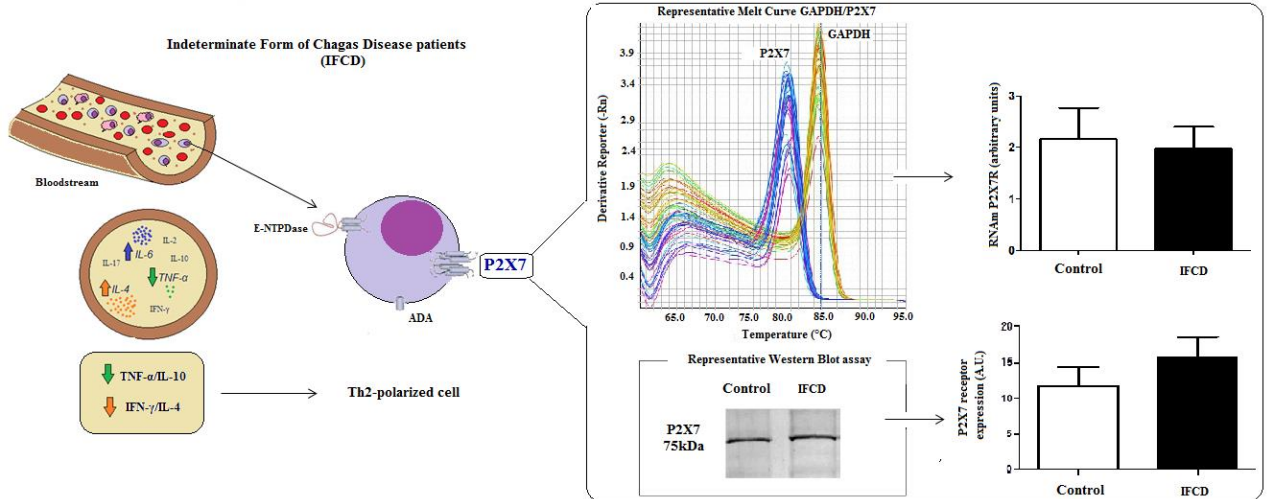 Indeterminate Form of Chagas Disease patients
(IFCD)
Bloodstream
E-NTPDase
P2X7
ADA
IL-6
IL-2
IL-17
IL-10
TNF-α
IL-4
IFN-γ
TNF-α/IL-10
IFN-γ/IL-4
Th2-polarized cell
Representative Melt Curve GAPDH/P2X7
GAPDH
P2X7
Derivative Reporter (-Rn)
3.9
3.4
2.9
2.4
1.9
1.4
0.9
0.4
65.0 70.0 75.0 80.0 85.0 90.0 95.0
Temperature (°C)
RNAm P2X7R (arbitrary units)
3
2
1
0
Control IFCD
Representative Western Blot assay
Control IFCD
P2X7
75kDa
P2X7 receptor
expression (A.U.)
20
15
10
5
0
Control IFCD